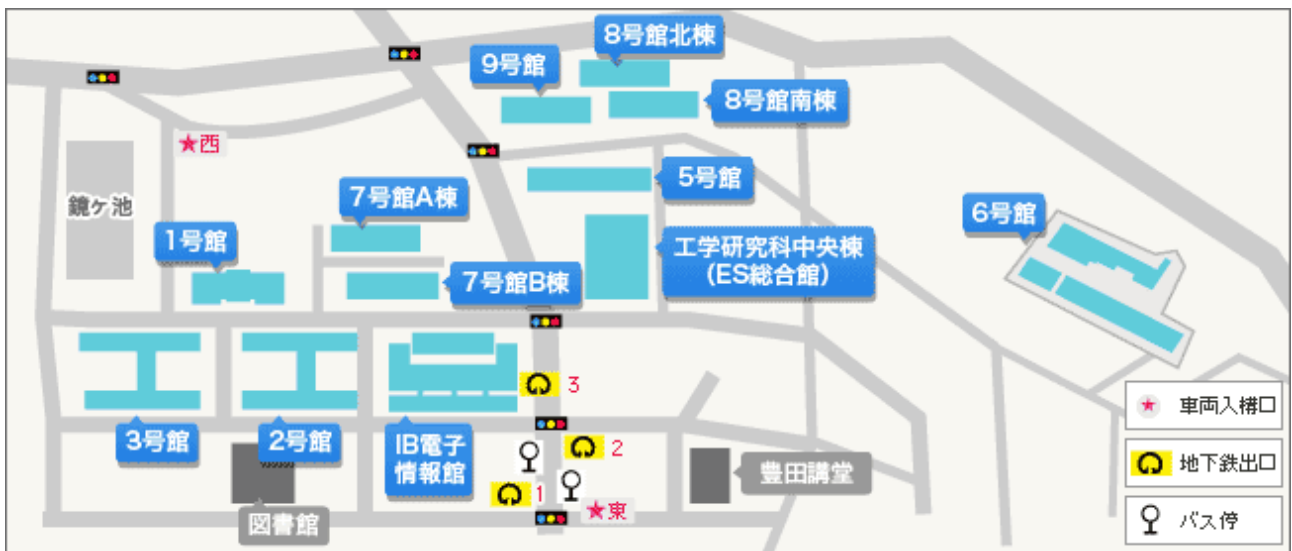 8号館北棟
9号館
8号館南棟
★西
5号館
鏡ヶ池
7号館A棟
6号館
1号館
工学研究科中央棟
(ES総合館)
7号館B棟
3
★ 車両入構口
3号館
2号館
IB電子
情報館
2
豊田講堂
地下鉄出口
1
★東
図書館
バス停